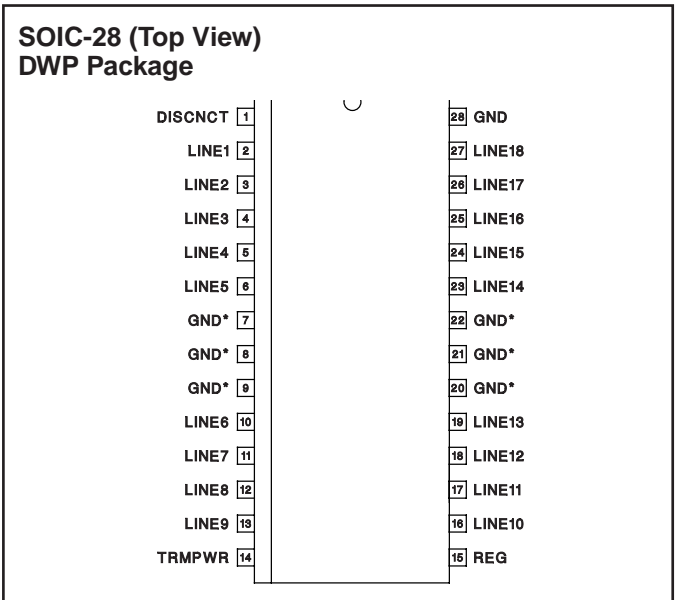 SOIC-28 (Top View)
DWP Package
DISCNCT 1
LINE1 2
LINE2 3
LINE3 4
LINE4 5
LINE5 6
GND* 7
GND* 8
GND* 9
LINE6 10
LINE7 11
LINE8 12
LINE9 13
TRMPWR 14
28 GND
27 LINE18
26 LINE17
25 LINE16
24 LINE15
23 LINE14
22 GND*
21 GND*
20 GND*
19 LINE13
18 LINE12
17 LINE11
16 LINE10
15 REG